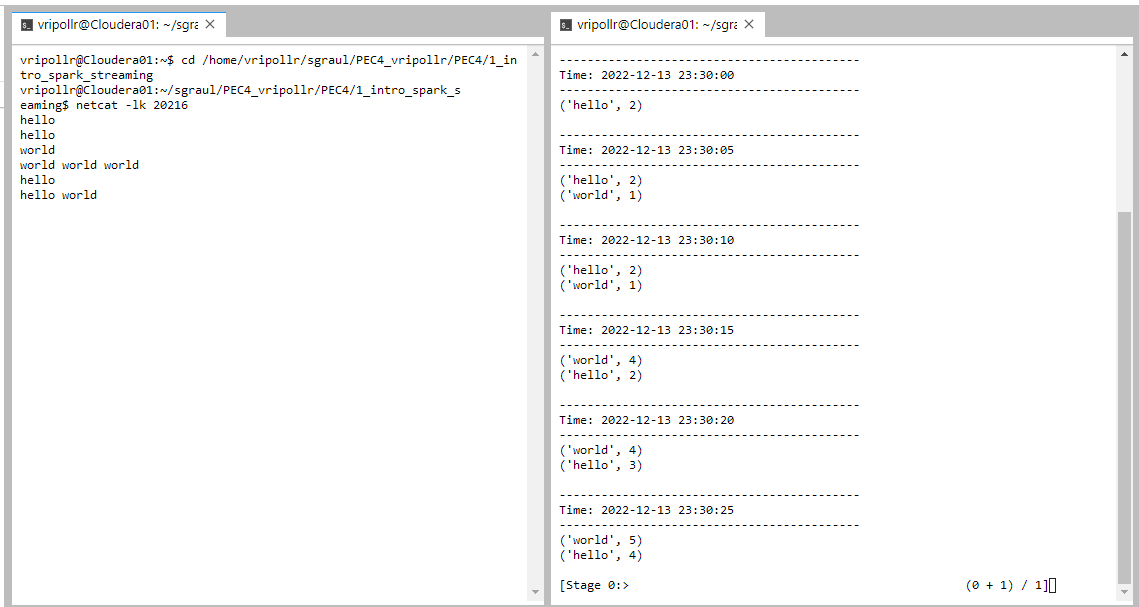 vripollr@Cloudera01: ~/sgra
vripollr@Cloudera01:~$ cd /home/vripollr/sgraul/PEC4_vripollr/PEC/1_in
tro_spark_streaming
vripollr@Cloudera01:~/sgraul/PEC4_vripollr/PEC4/1_intro_spark_s
eaming$ netcat -lk 20216
hello
hello
world
world world world
hello
hello world
vripollr@Cloudera01: ~/sgra
-------------------------------------------
Time: 2022-12-13 23:30:00
-------------------------------------------
('hello', 2)
-------------------------------------------
Time: 2022-12-13 23:30:05
-------------------------------------------
('hello', 2)
('world', 1)
-------------------------------------------
Time: 2022-12-13 23:30:10
-------------------------------------------
('hello', 2)
('world', 1)
-------------------------------------------
Time: 2022-12-13 23:30:15
-------------------------------------------
('world', 4)
('hello', 2)
-------------------------------------------
Time: 2022-12-13 23:30:20
-------------------------------------------
('world', 4)
('hello', 3)
-------------------------------------------
Time: 2022-12-13 23:30:25
-------------------------------------------
('world', 5)
('hello', 4)
[Stage 0:> (0 + 1) / 1]